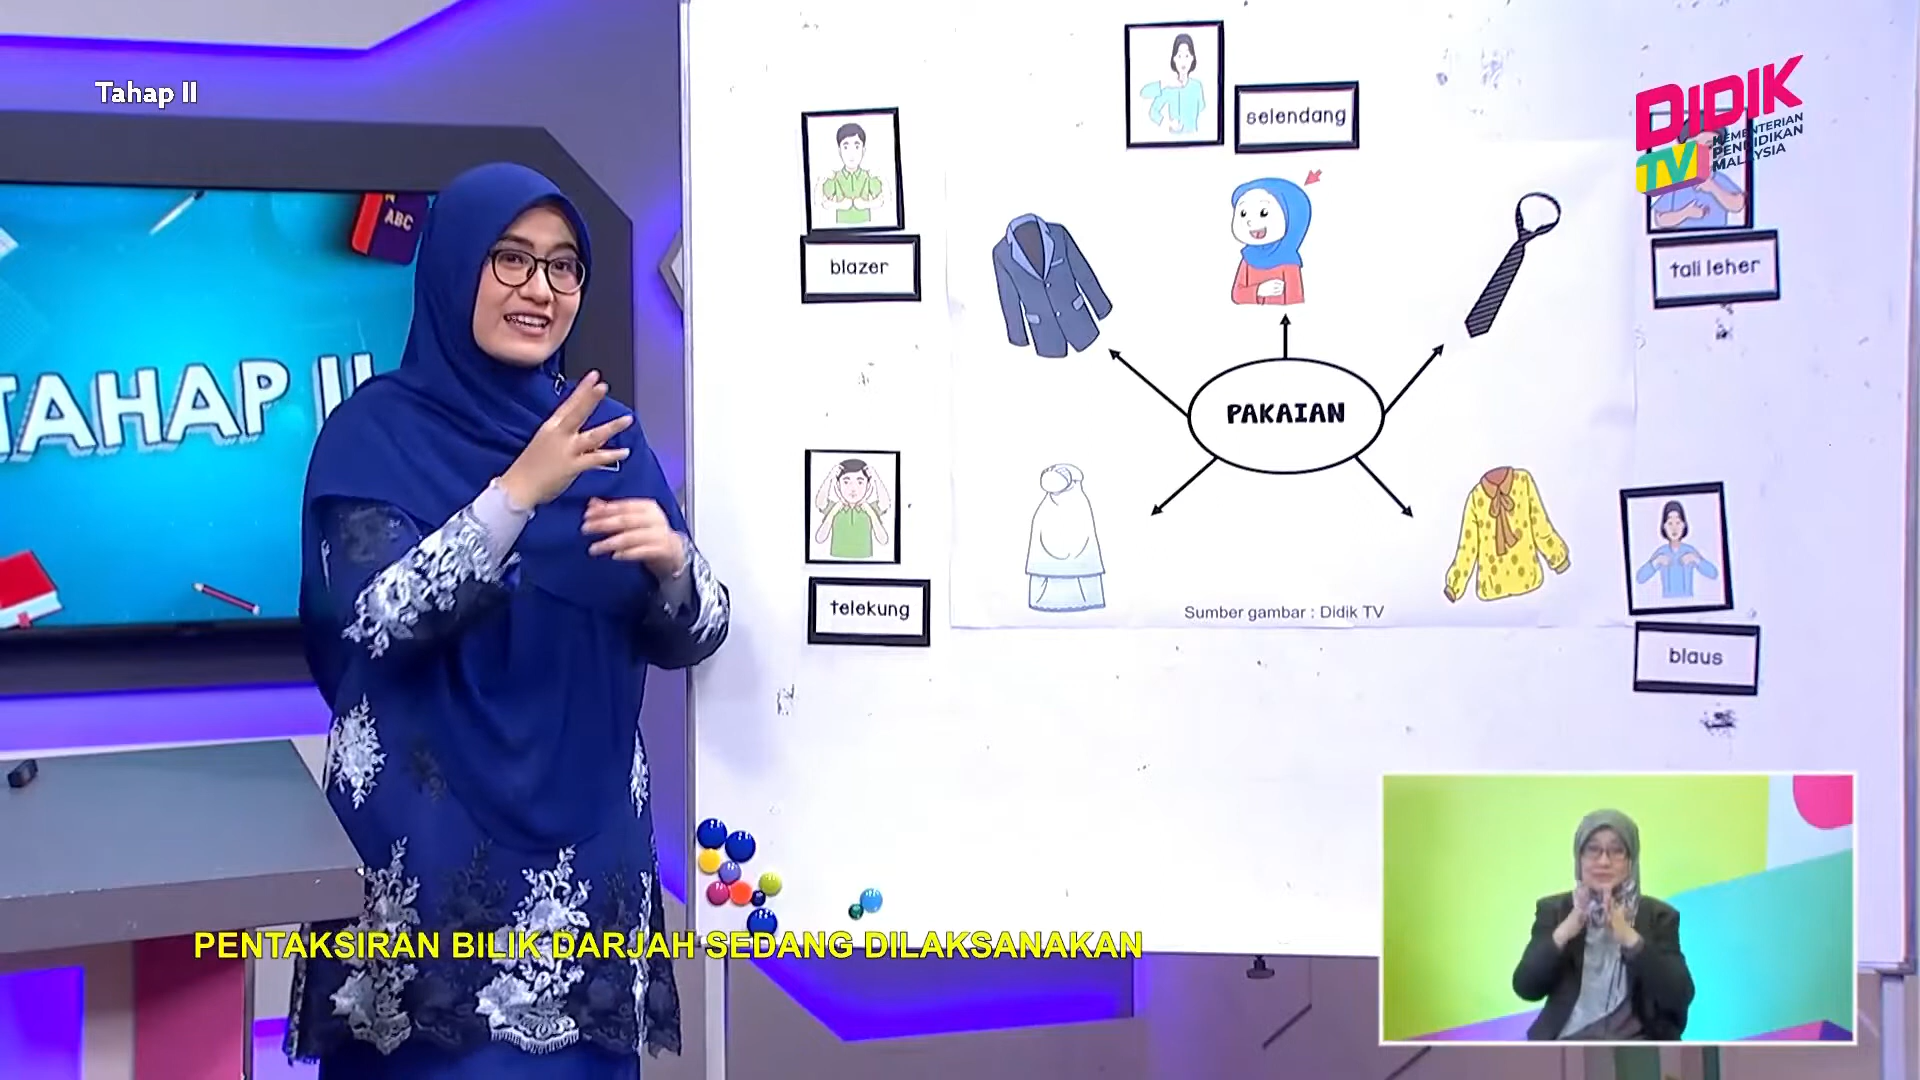 Tahap II
ABC
TAHAP II
selendang
blazer
tali leher
PAKAIAN
telekung
Sumber gambar : Didik TV
blaus
DIDIK
TV
KEMENTERIAN
PENDIDIKAN
MALAYSIA
PENTAKSIRAN BILIK DARJAH SEDANG DILAKSANAKAN